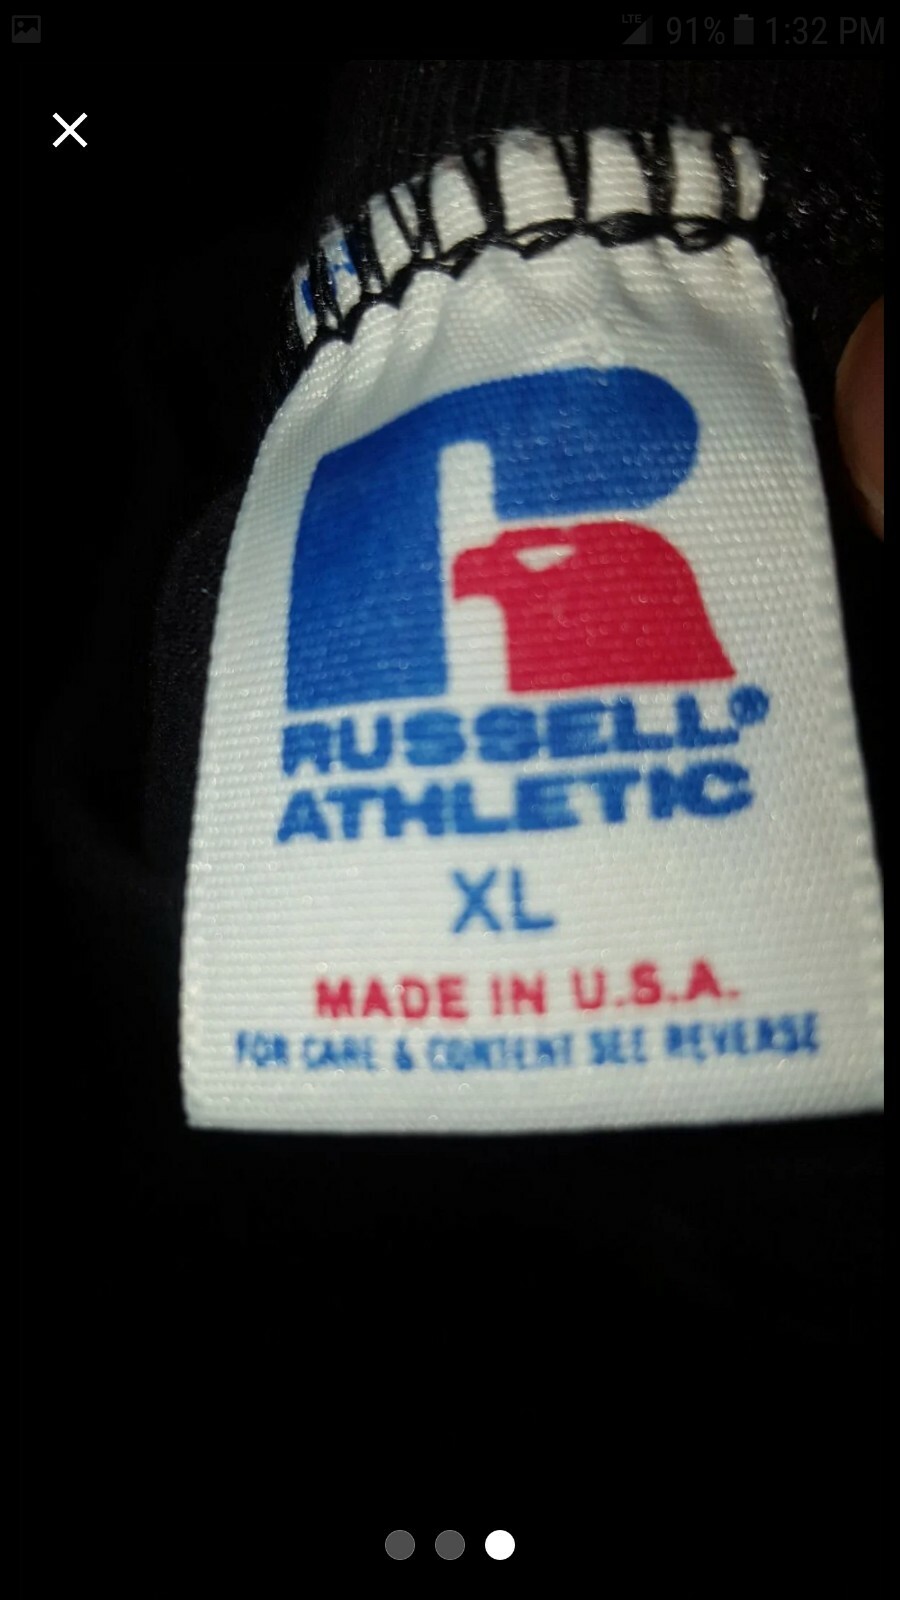 LTE 91% 1:32 PM
RUSSELL®
ATHLETIC
XL
MADE IN U.S.A.
FOR CARE & CONTENT SEE REVERSE